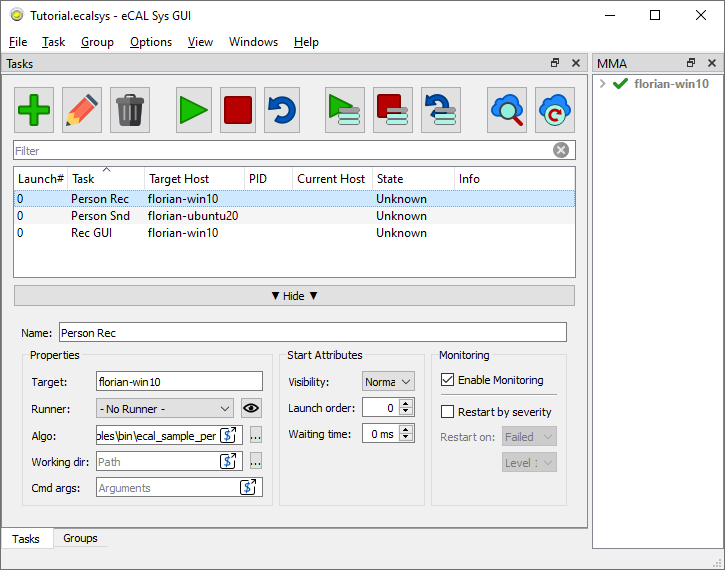 Tutorial.ecalsys - eCAL Sys GUI
File Task Group Options View Windows Help
Tasks
MMA
florian-win10
Filter
Launch# Task Target Host PID Current Host State Info
0 Person Rec florian-win10 Unknown
0 Person Snd florian-ubuntu20 Unknown
0 Rec GUI florian-win10 Unknown
▼ Hide ▼
Name: Person Rec
Properties
Target: florian-win10
Runner: - No Runner -
Algo: ples\bin\ecal_sample_per $ ...
Working dir: Path $ ...
Cmd args: Arguments $
Start Attributes
Visibility: Norma
Launch order: 0
Waiting time: 0 ms
Monitoring
Enable Monitoring
Restart by severity
Restart on: Failed
Level
Tasks Groups